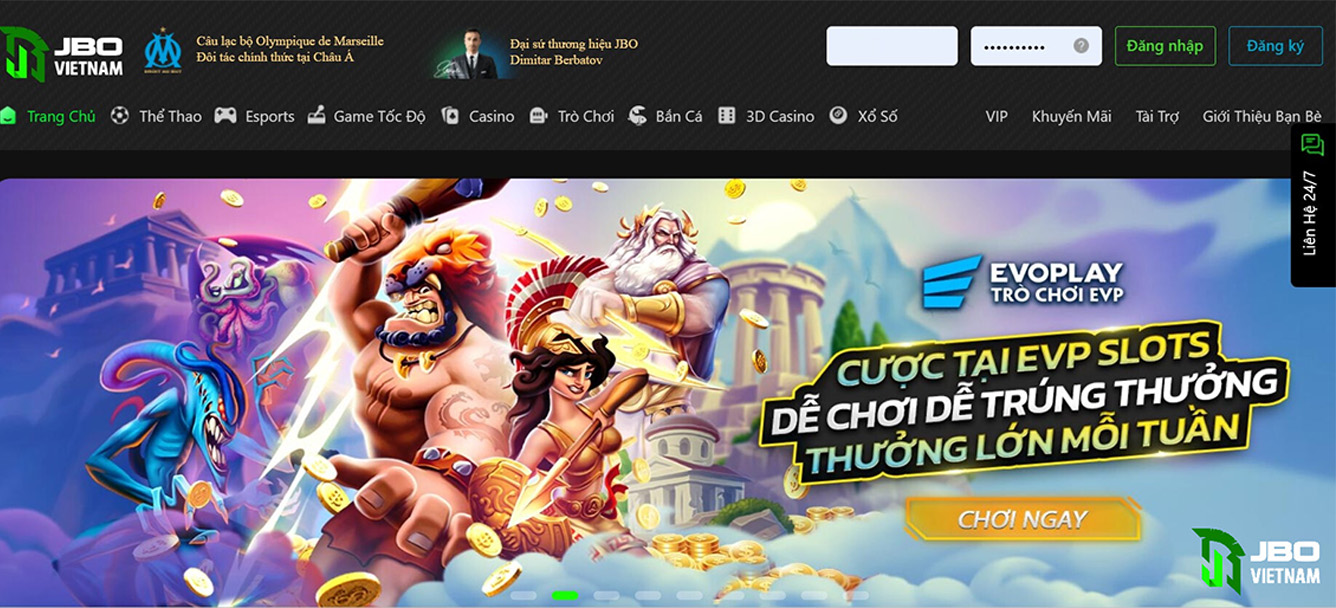 JBO
VIETNAM
Câu lạc bộ Olympique de Marseille
Đối tác chính thức tại Châu Á
Đại sứ thương hiệu JBO
Dimitar Berbatov
Đăng nhập
Đăng ký
Trang Chủ
Thể Thao
Esports
Game Tốc Độ
Casino
Trò Chơi
Bắn Cá
3D Casino
Xổ Số
VIP
Khuyến Mãi
Tài Trợ
Giới Thiệu Bạn Bè
Liên Hệ 24/7
EVOPLAY
TRÒ CHƠI EVP
CƯỢC TẠI EVP SLOTS
DỄ CHƠI DỄ TRÚNG THƯỞNG
THƯỞNG LỚN MỖI TUẦN
CHƠI NGAY
JBO
VIETNAM